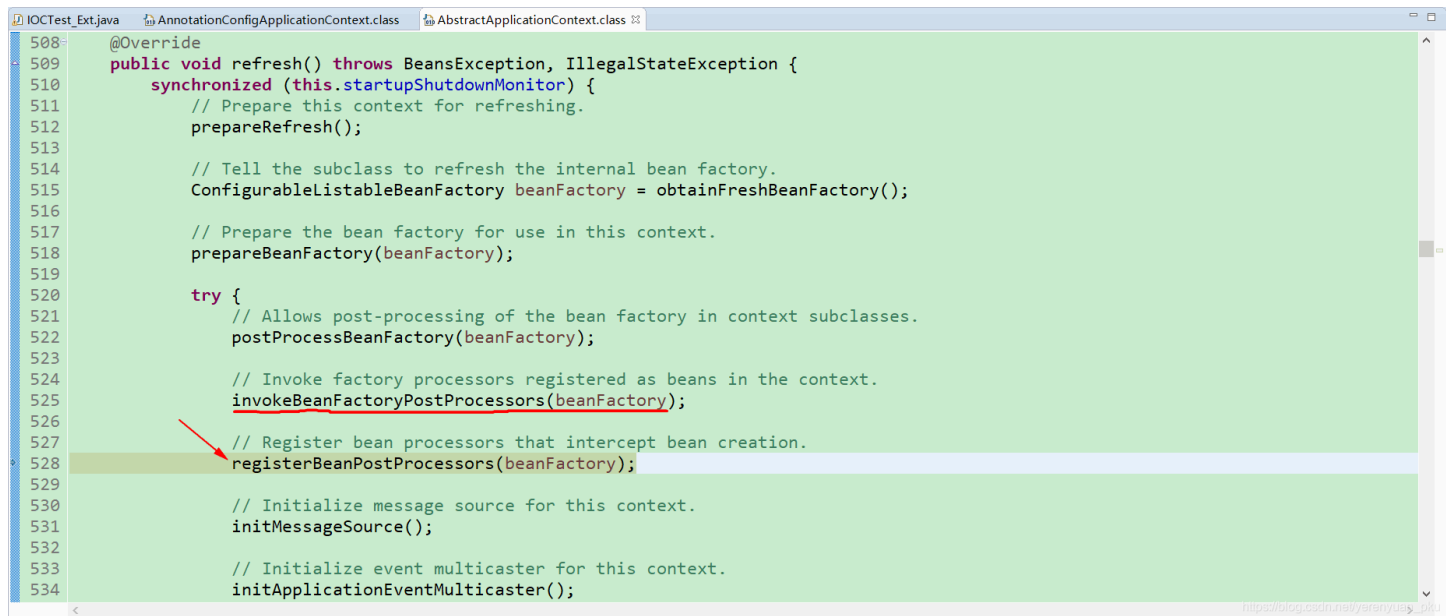 IOCTest_Ext.java AnnotationConfigApplicationContext.class AbstractApplicationContext.class
508 @Override
509 public void refresh() throws BeansException, IllegalStateException {
510 synchronized (this.startupShutdownMonitor) {
511 // Prepare this context for refreshing.
512 prepareRefresh();
513
514 // Tell the subclass to refresh the internal bean factory.
515 ConfigurableListableBeanFactory beanFactory = obtainFreshBeanFactory();
516
517 // Prepare the bean factory for use in this context.
518 prepareBeanFactory(beanFactory);
519
520 try {
521 // Allows post-processing of the bean factory in context subclasses.
522 postProcessBeanFactory(beanFactory);
523
524 // Invoke factory processors registered as beans in the context.
525 invokeBeanFactoryPostProcessors(beanFactory);
526
527 // Register bean processors that intercept bean creation.
528 registerBeanPostProcessors(beanFactory);
529
530 // Initialize message source for this context.
531 initMessageSource();
532
533 // Initialize event multicaster for this context.
534 initApplicationEventMulticaster();